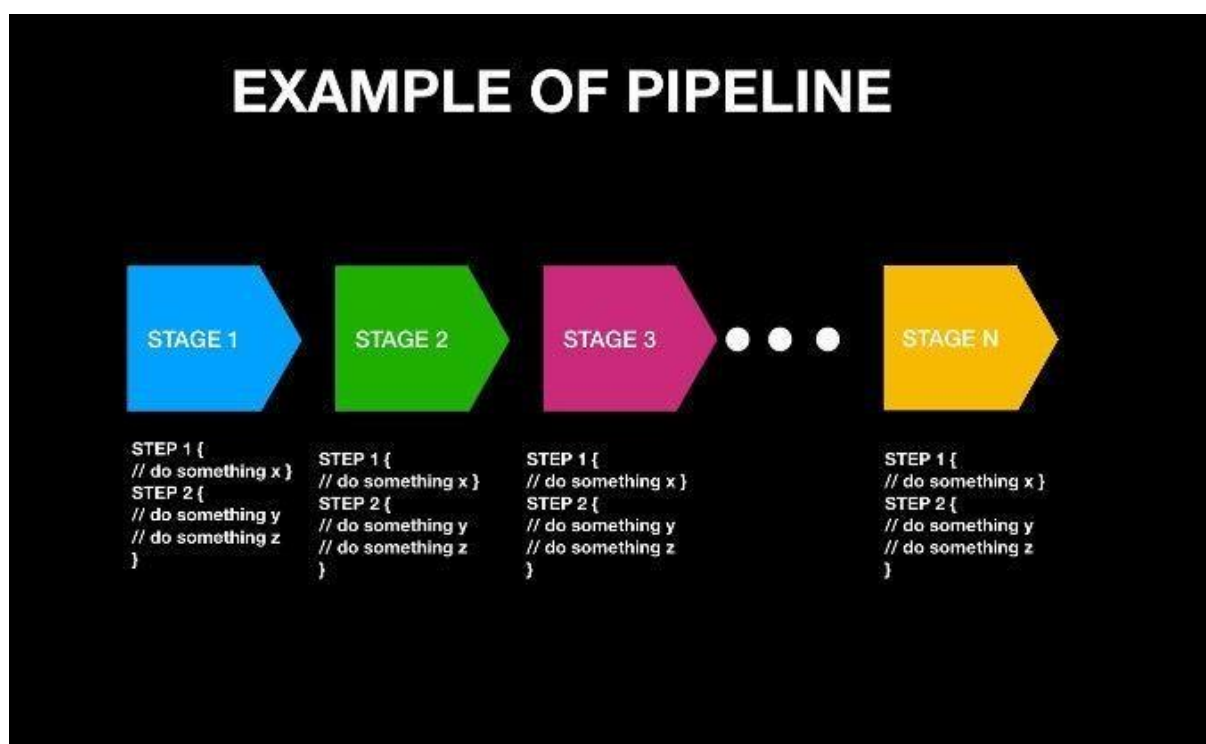 EXAMPLE OF PIPELINE
STAGE 1
STAGE 2
STAGE 3
STAGE N
STEP 1 {
// do something x }
STEP 2 {
// do something y
// do something z
}
STEP 1 {
// do something x }
STEP 2 {
// do something y
// do something z
}
STEP 1 {
// do something x }
STEP 2 {
// do something y
// do something z
}
STEP 1 {
// do something x }
STEP 2 {
// do something y
// do something z
}